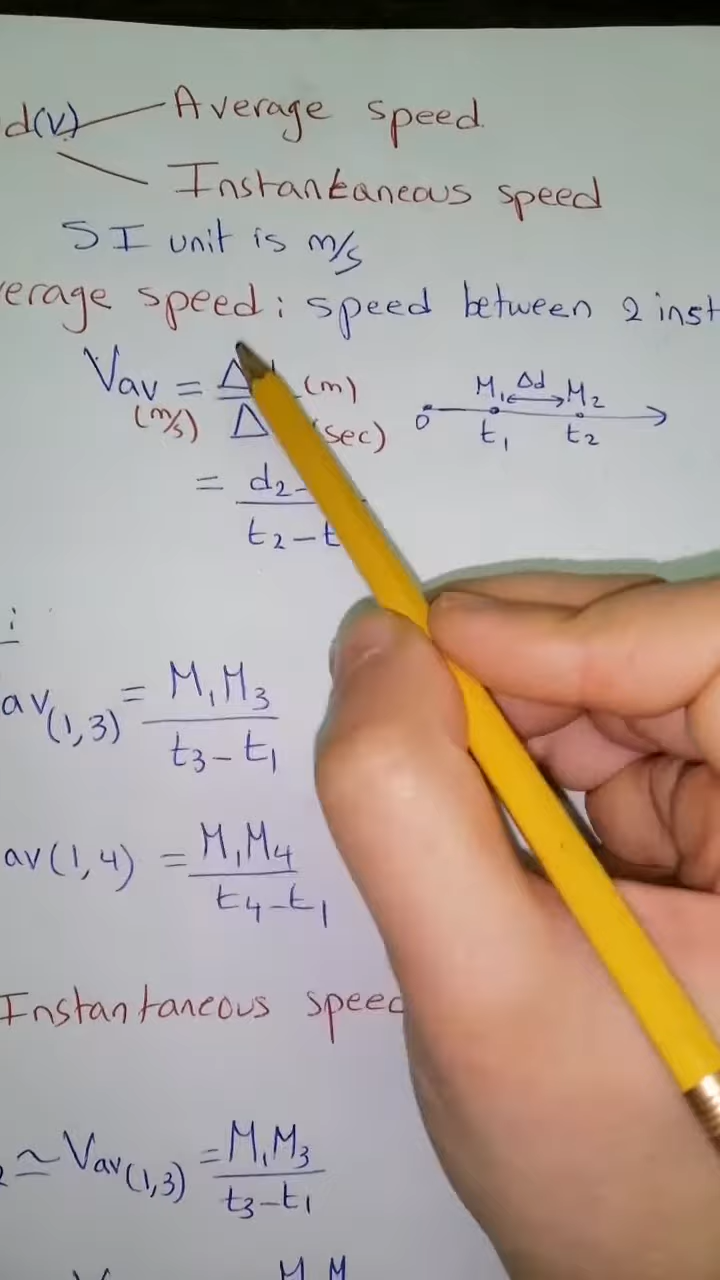 d(v) Average speed
Instantaneous speed
SI unit is m/s
erage speed: speed between 2 inst
Vav = Δ (m)
(m/s) Δ (sec)
M1 Δd M2
0 t1 t2
= d2-
t2-t
:
av(1,3) = M1M3
t3-t1
av(1,4) = M1M4
t4-t1
Instantaneous speed
2 ≃ Vav(1,3) = M1M3
t3-t1
M M